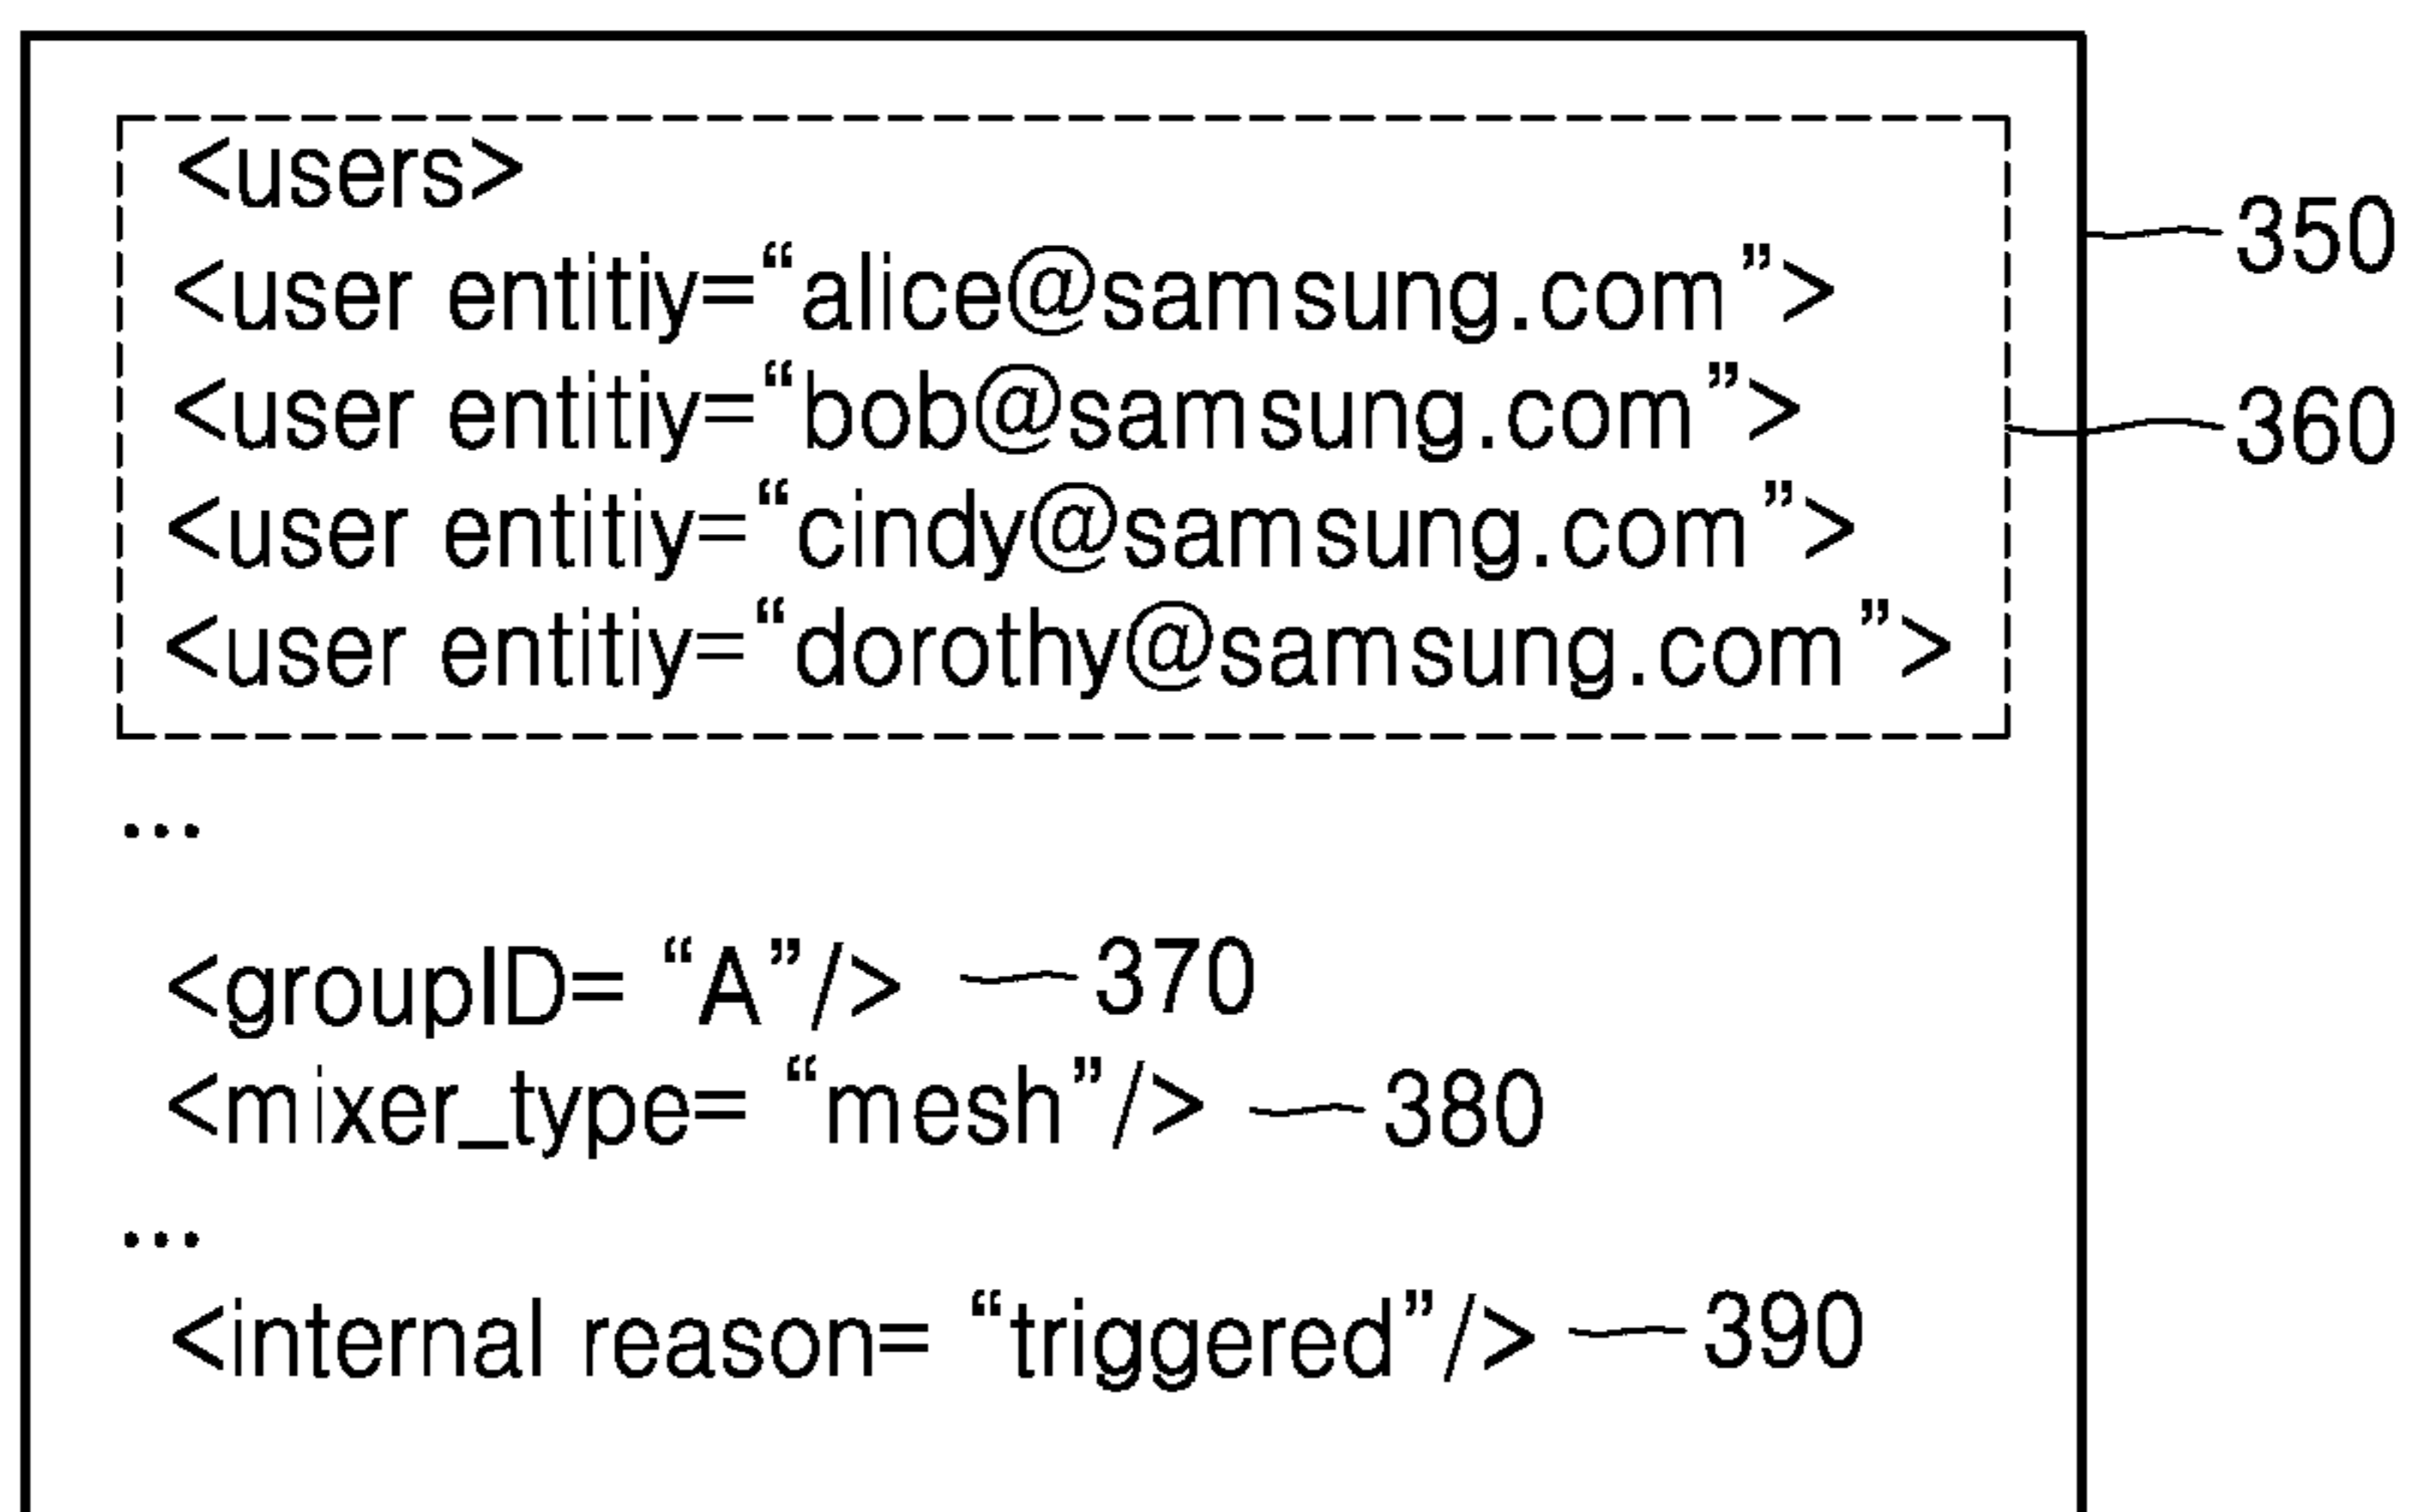 <users>
<user entitiy=“alice@samsung.com”> 350
<user entitiy=“bob@samsung.com”> 360
<user entitiy=“cindy@samsung.com”>
<user entitiy=“dorothy@samsung.com”>
...
<groupID= “A”/> 370
<mixer_type= “mesh”/> 380
...
<internal reason= “triggered”/> 390